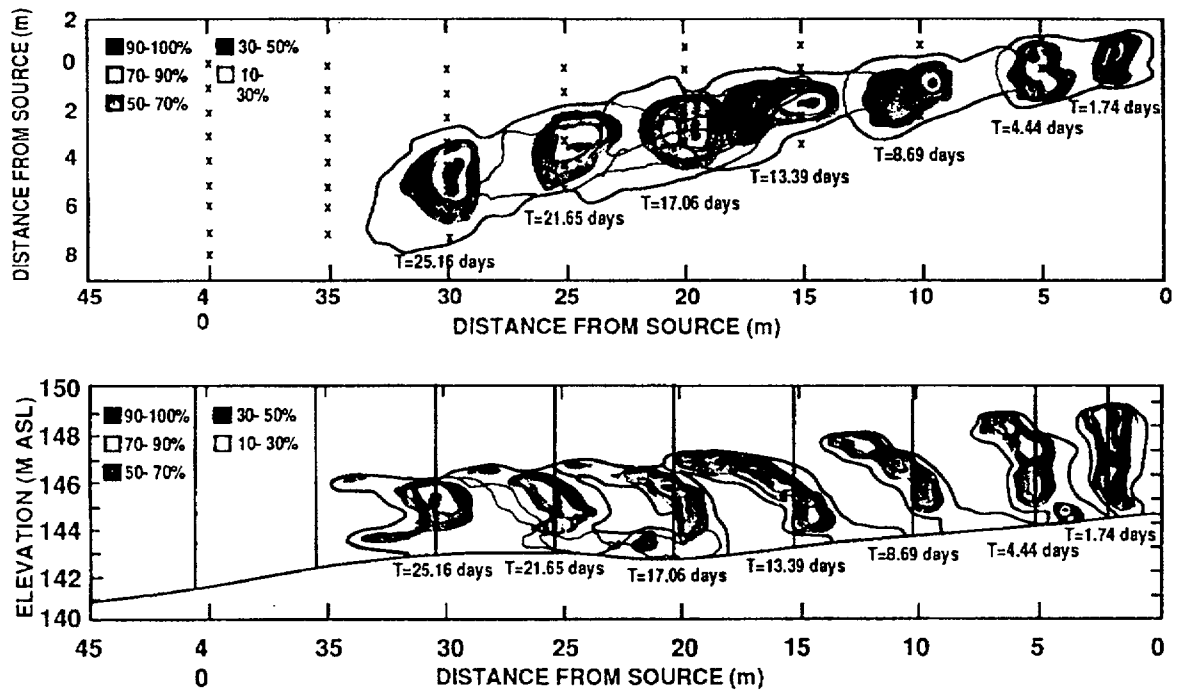 DISTANCE FROM SOURCE (m)
2
0
2
4
6
8
90-100%
30- 50%
70- 90%
10-
30%
50- 70%
T=1.74 days
T=4.44 days
T=8.69 days
T=13.39 days
T=17.06 days
T=21.65 days
T=25.16 days
45
4
0
35
30
25
20
15
10
5
0
DISTANCE FROM SOURCE (m)
ELEVATION (M ASL)
150
148
146
144
142
140
90-100%
30- 50%
70- 90%
10- 30%
50- 70%
T=25.16 days
T=21.65 days
T=17.06 days
T=13.39 days
T=8.69 days
T=4.44 days
T=1.74 days
45
4
0
35
30
25
20
15
10
5
0
DISTANCE FROM SOURCE (m)